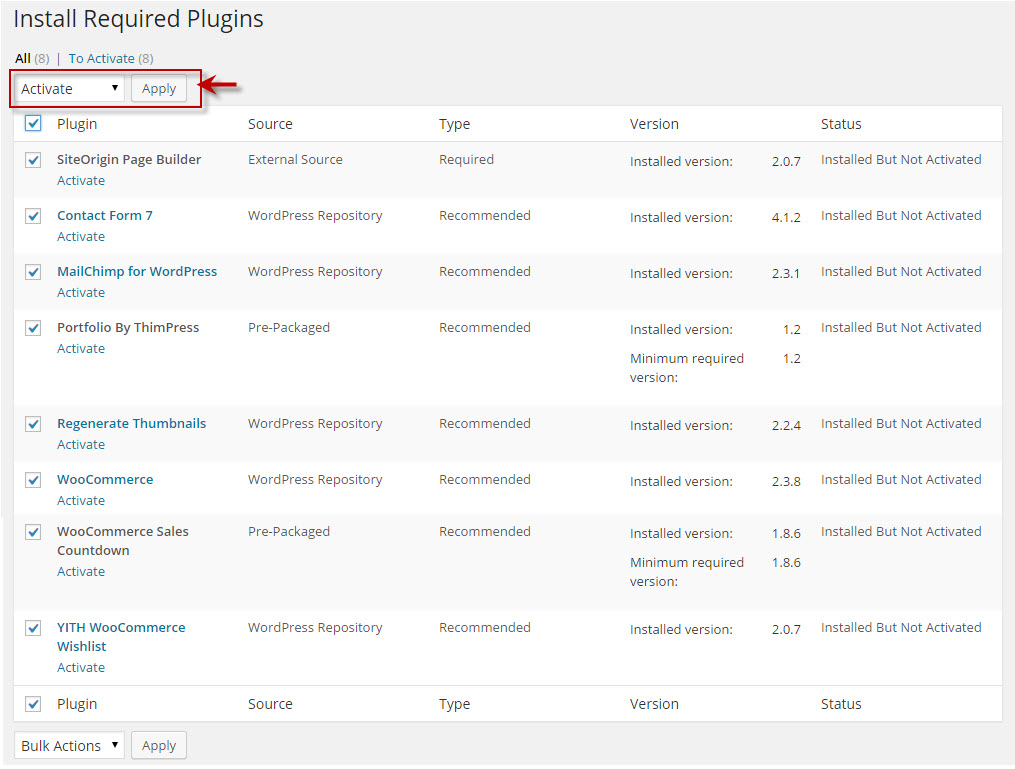 Install Required Plugins
All (8) | To Activate (8)
Activate Apply
Plugin Source Type Version Status
SiteOrigin Page Builder External Source Required Installed version: 2.0.7 Installed But Not Activated
Activate
Contact Form 7 WordPress Repository Recommended Installed version: 4.1.2 Installed But Not Activated
Activate
MailChimp for WordPress WordPress Repository Recommended Installed version: 2.3.1 Installed But Not Activated
Activate
Portfolio By ThimPress Pre-Packaged Recommended Installed version: 1.2 Installed But Not Activated
Activate Minimum required 1.2
version:
Regenerate Thumbnails WordPress Repository Recommended Installed version: 2.2.4 Installed But Not Activated
Activate
WooCommerce WordPress Repository Recommended Installed version: 2.3.8 Installed But Not Activated
Activate
WooCommerce Sales Pre-Packaged Recommended Installed version: 1.8.6 Installed But Not Activated
Countdown Minimum required 1.8.6
Activate version:
YITH WooCommerce WordPress Repository Recommended Installed version: 2.0.7 Installed But Not Activated
Wishlist
Activate
Plugin Source Type Version Status
Bulk Actions Apply